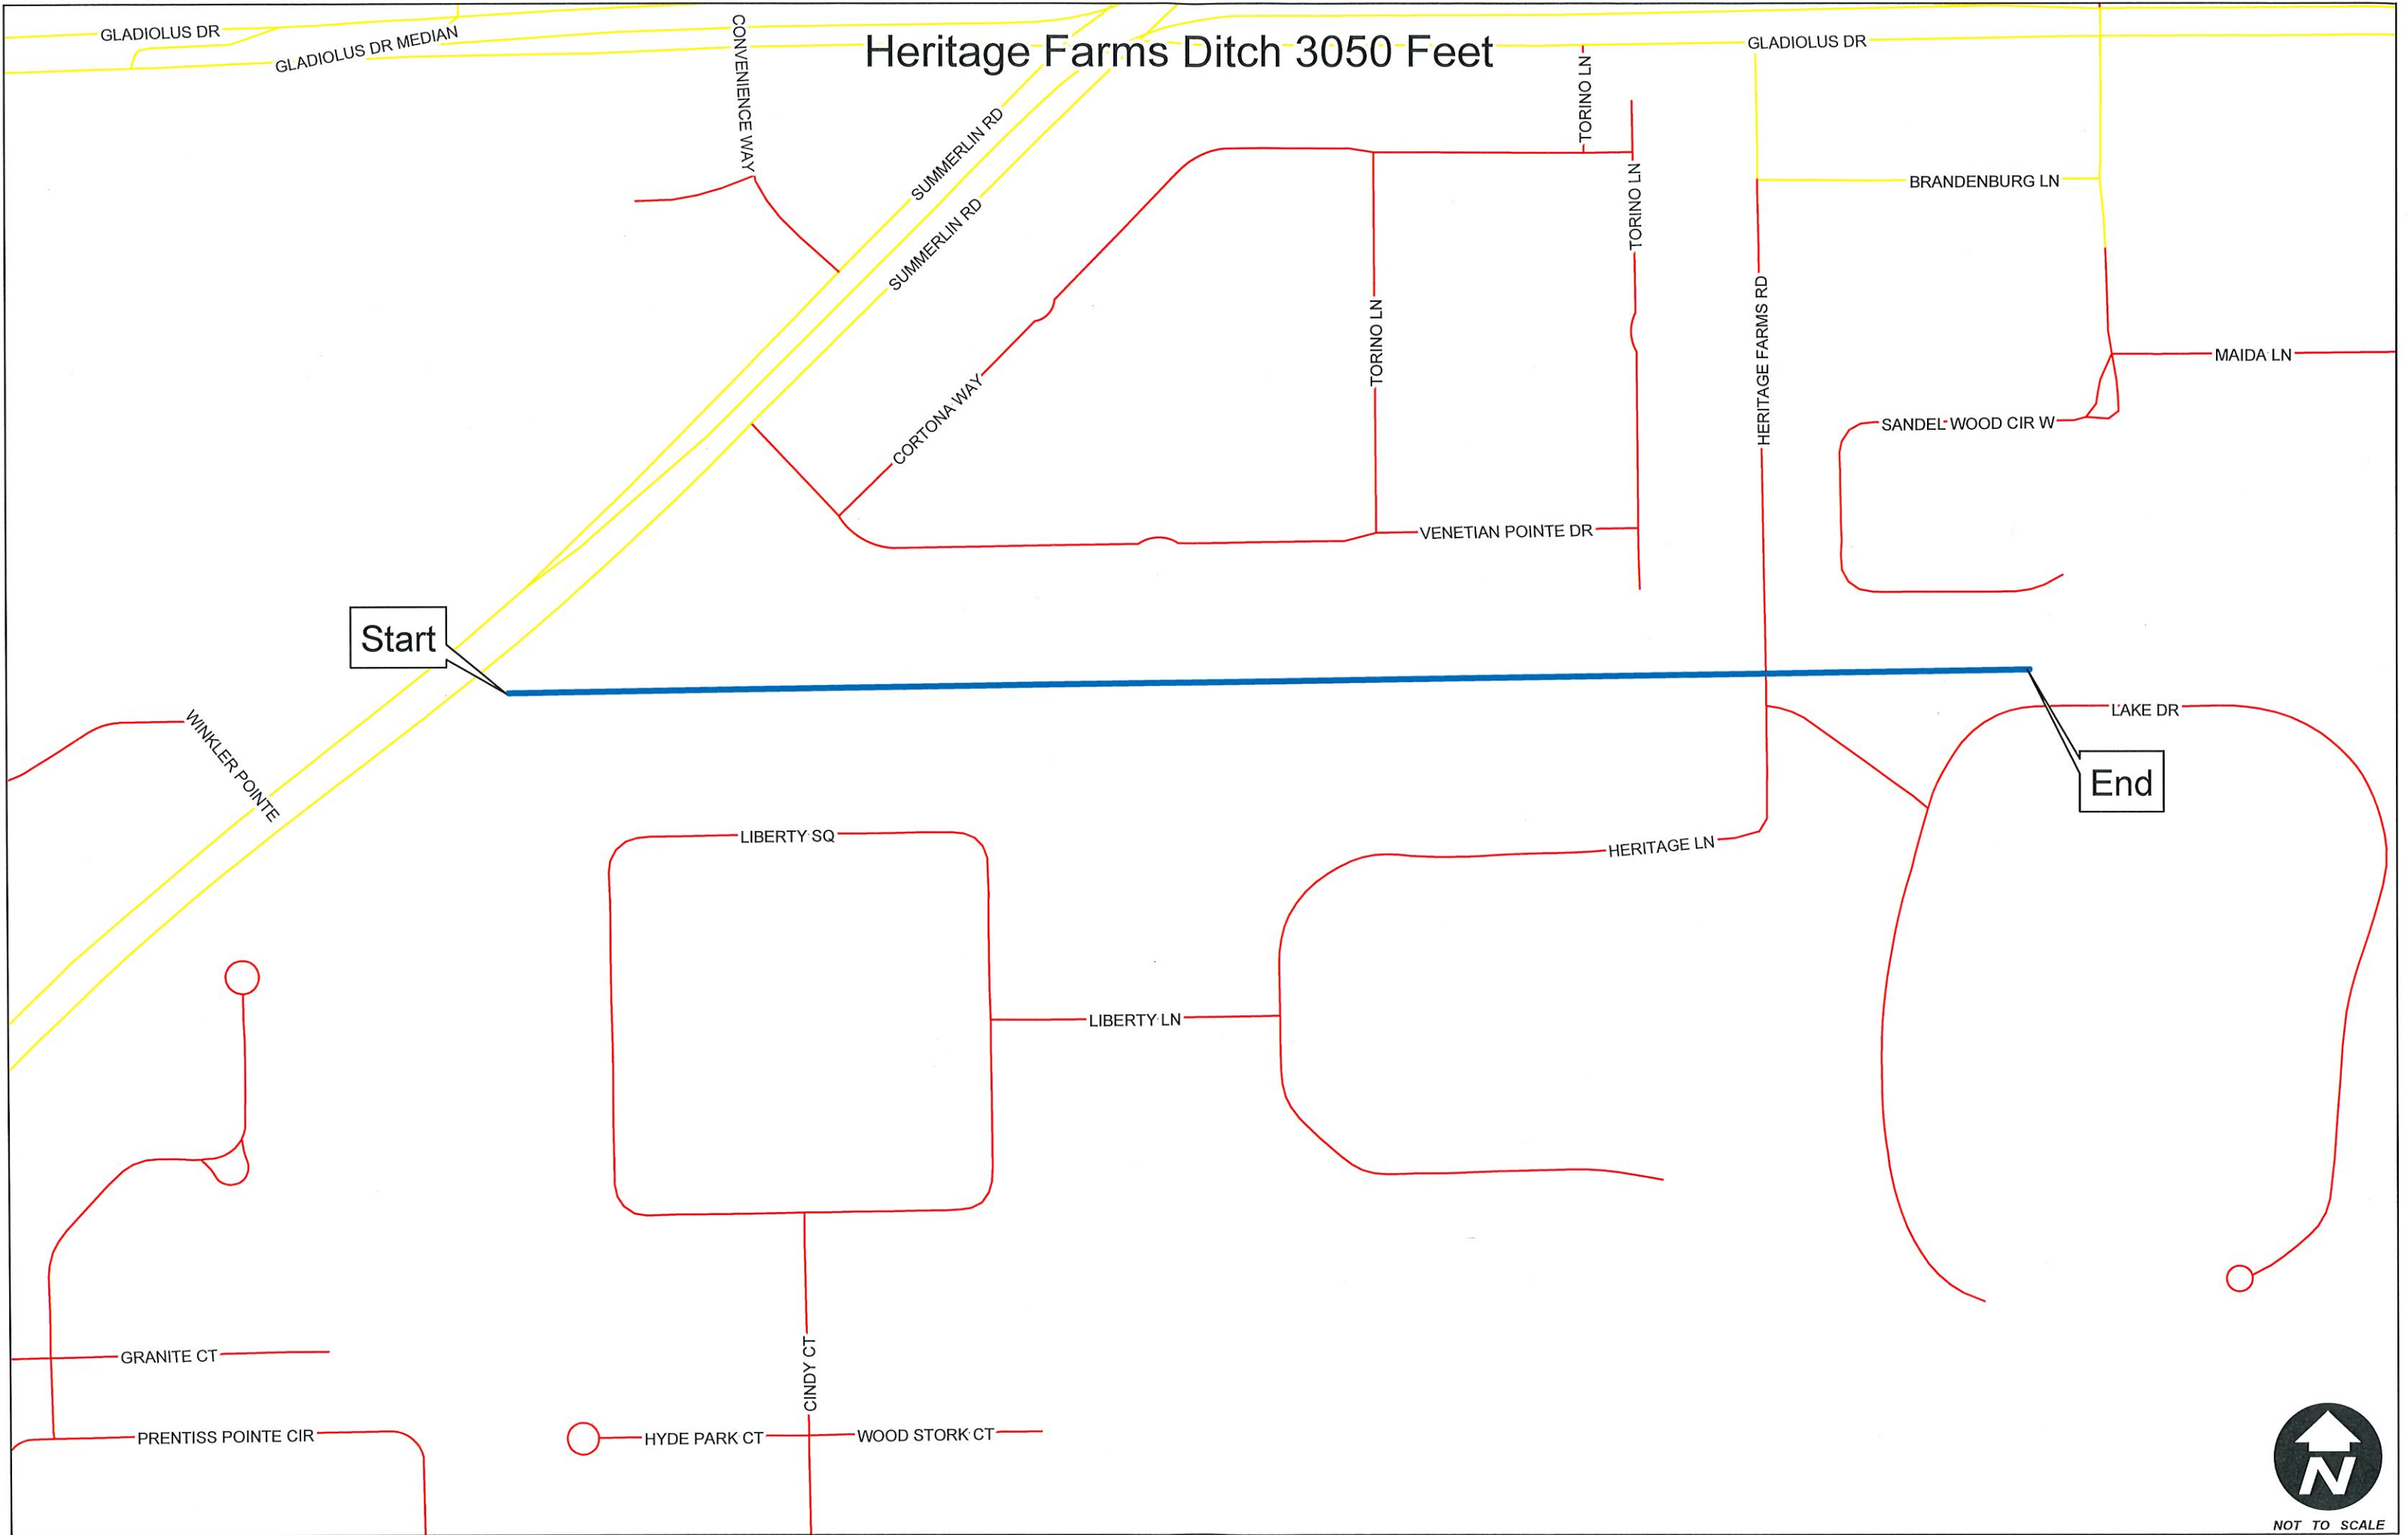 Heritage Farms Ditch 3050 Feet
GLADIOLUS DR
GLADIOLUS DR MEDIAN
CONVENIENCE WAY
GLADIOLUS DR
TORINO LN
SUMMERLIN RD
SUMMERLIN RD
TORINO LN
BRANDENBURG LN
TORINO LN
HERITAGE FARMS RD
MAIDA LN
CORTONA WAY
SANDEL WOOD CIR W
VENETIAN POINTE DR
Start
WINKLER POINTE
LAKE DR
End
LIBERTY SQ
HERITAGE LN
LIBERTY LN
GRANITE CT
CINDY CT
PRENTISS POINTE CIR
HYDE PARK CT
WOOD STORK CT
N
NOT TO SCALE